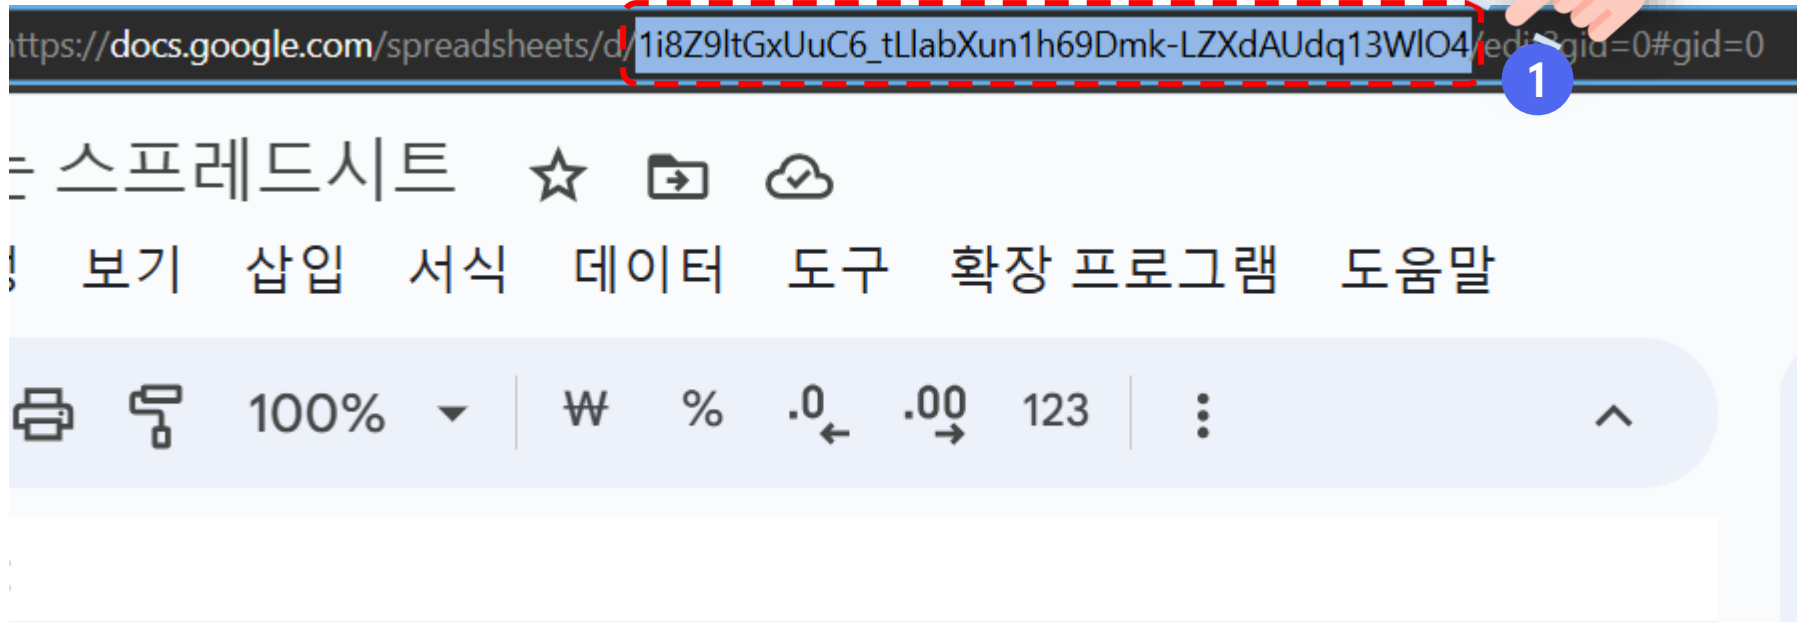 https://docs.google.com/spreadsheets/d/1i8Z9ltGxUuC6_tLlabXun1h69Dmk-LZXdAUdq13WlO4/edit?gid=0#gid=0
1
스프레드시트
보기 삽입 서식 데이터 도구 확장 프로그램 도움말
100% ₩ % .0 .00 123